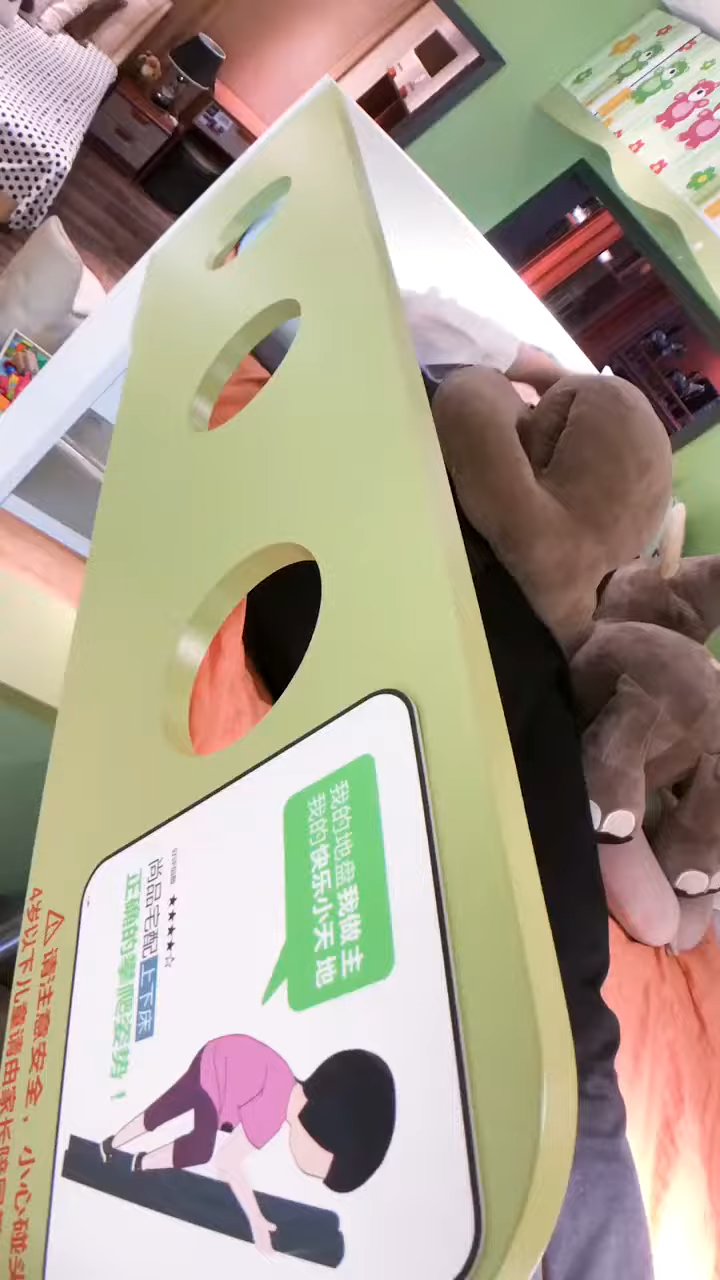 我的地盘我做主
我的快乐小天地
尚品宅配 上下床
正确的攀爬姿势！
请注意安全，小心碰头
4岁以下儿童请由家长陪同